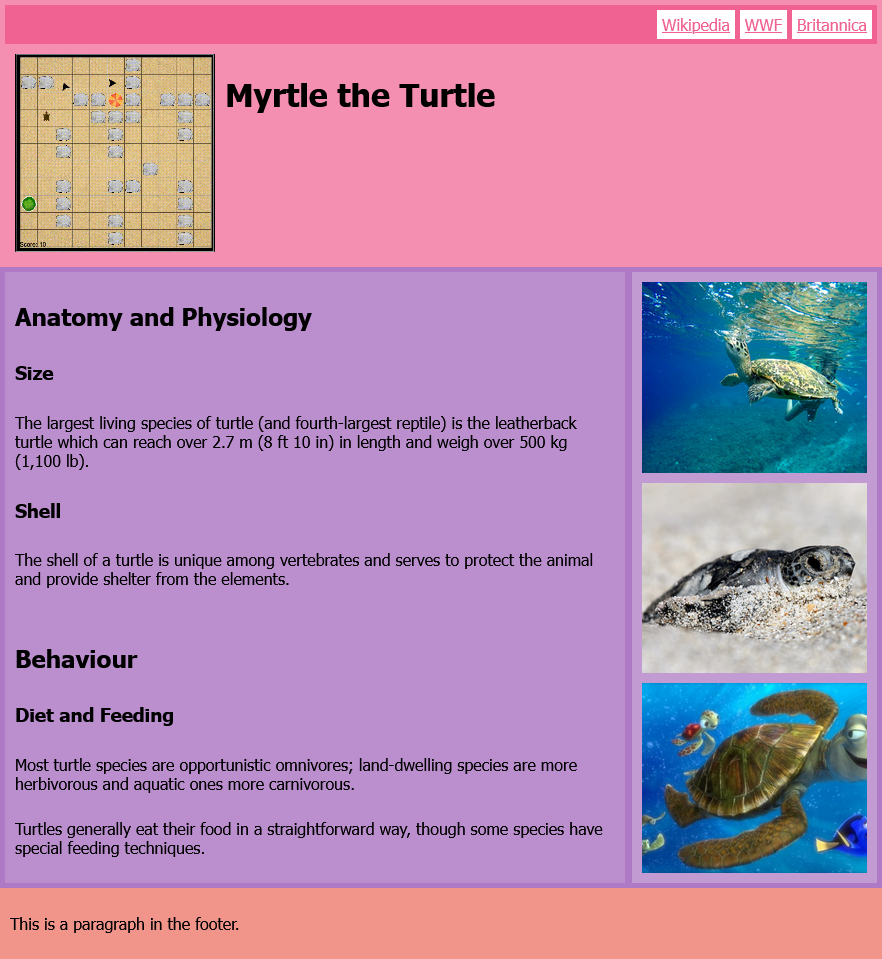 Wikipedia WWF Britannica
Myrtle the Turtle
Score: 10
Anatomy and Physiology
Size
The largest living species of turtle (and fourth-largest reptile) is the leatherback
turtle which can reach over 2.7 m (8 ft 10 in) in length and weigh over 500 kg
(1,100 lb).
Shell
The shell of a turtle is unique among vertebrates and serves to protect the animal
and provide shelter from the elements.
Behaviour
Diet and Feeding
Most turtle species are opportunistic omnivores; land-dwelling species are more
herbivorous and aquatic ones more carnivorous.
Turtles generally eat their food in a straightforward way, though some species have
special feeding techniques.
This is a paragraph in the footer.